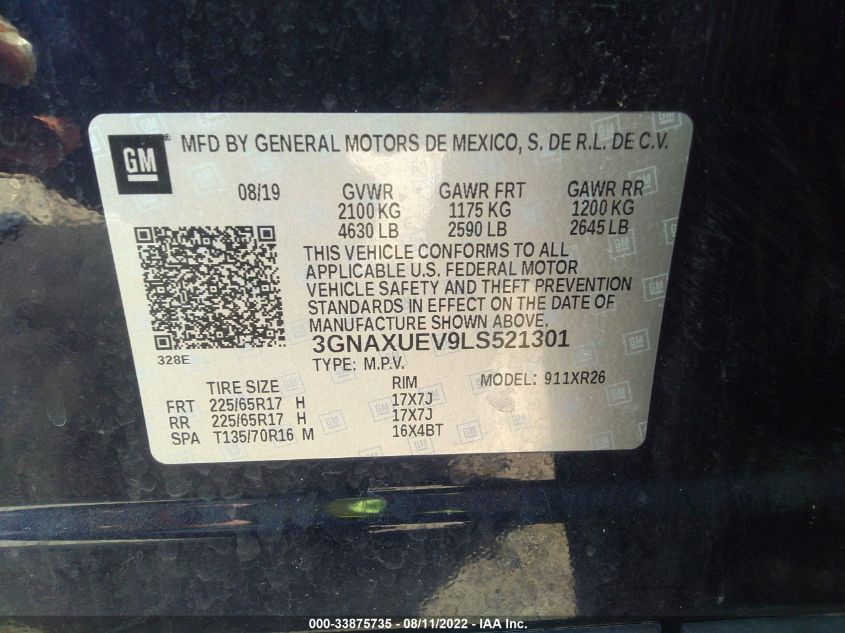 GM
® MFD BY GENERAL MOTORS DE MEXICO, S. DE R.L. DE C.V.
08/19 GVWR GAWR FRT GAWR RR
2100 KG 1175 KG 1200 KG
4630 LB 2590 LB 2645 LB
THIS VEHICLE CONFORMS TO ALL
APPLICABLE U.S. FEDERAL MOTOR
VEHICLE SAFETY AND THEFT PREVENTION
STANDARDS IN EFFECT ON THE DATE OF
MANUFACTURE SHOWN ABOVE.
328E
3GNAXUEV9LS521301
TYPE: M.P.V.
MODEL: 911XR26
TIRE SIZE RIM
FRT 225/65R17 H 17X7J
RR 225/65R17 H 17X7J
SPA T135/70R16 M 16X4BT
000-33875735 - 08/11/2022 - IAA Inc.